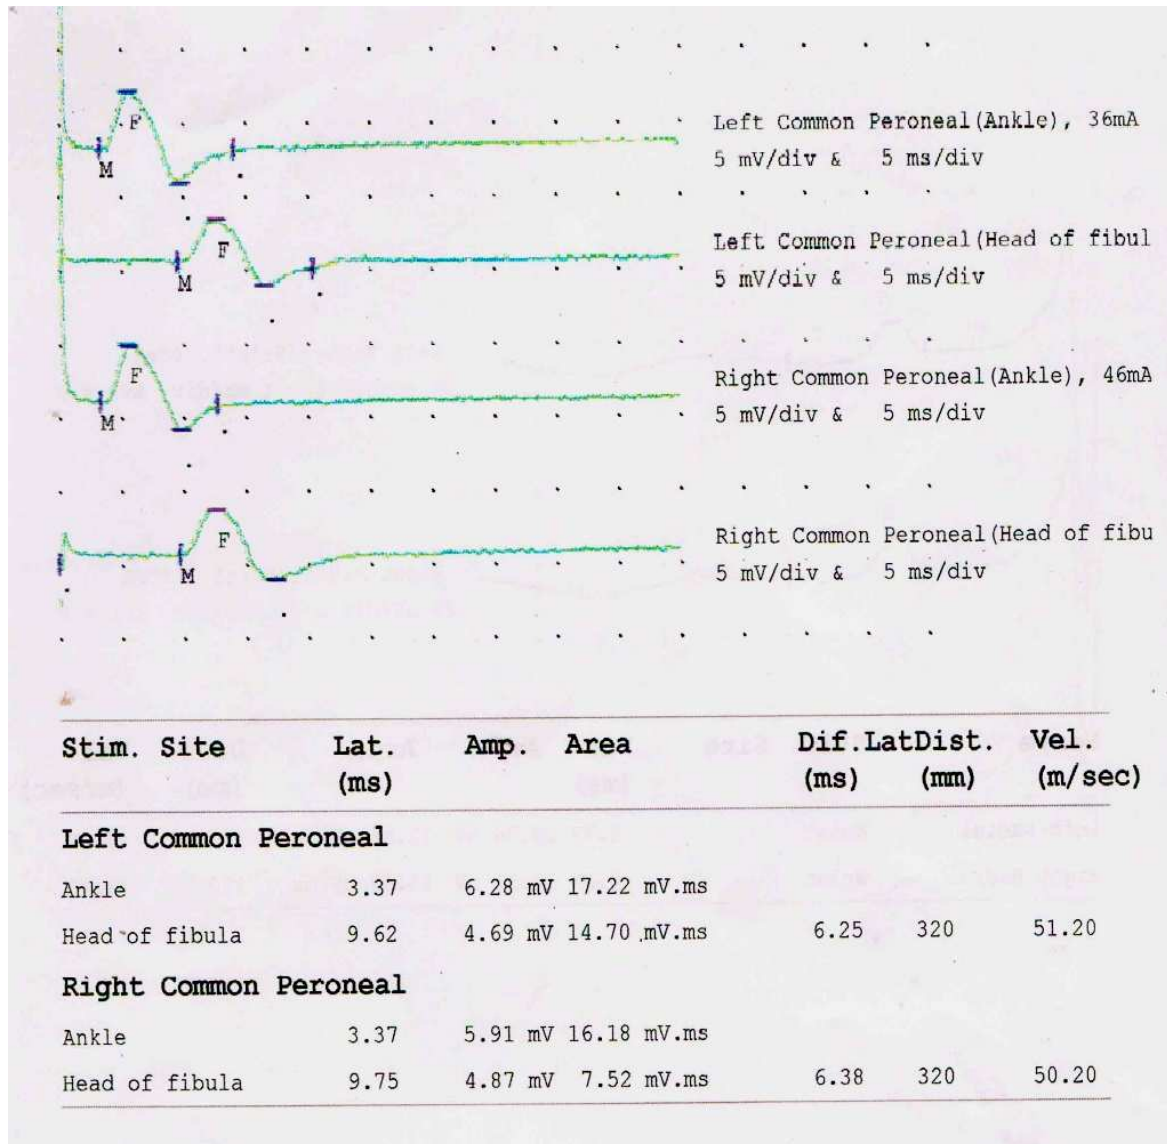 F
M
Left Common Peroneal(Ankle), 36mA
5 mV/div & 5 ms/div
F
M
Left Common Peroneal(Head of fibul
5 mV/div & 5 ms/div
F
M
Right Common Peroneal(Ankle), 46mA
5 mV/div & 5 ms/div
F
M
Right Common Peroneal(Head of fibu
5 mV/div & 5 ms/div
Stim. Site Lat. Amp. Area Dif.LatDist. Vel.
(ms) (ms) (mm) (m/sec)
Left Common Peroneal
Ankle 3.37 6.28 mV 17.22 mV.ms
Head of fibula 9.62 4.69 mV 14.70 mV.ms 6.25 320 51.20
Right Common Peroneal
Ankle 3.37 5.91 mV 16.18 mV.ms
Head of fibula 9.75 4.87 mV 7.52 mV.ms 6.38 320 50.20